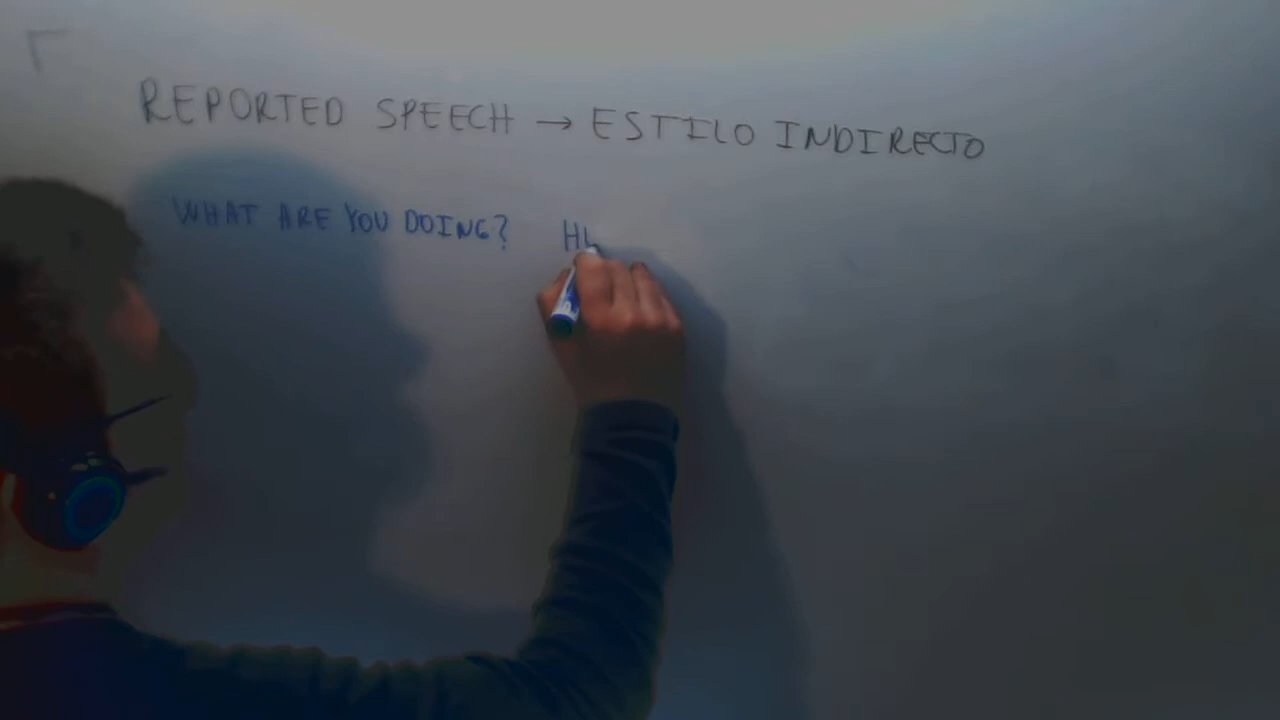 REPORTED SPEECH → ESTILO INDIRECTO
WHAT ARE YOU DOING?